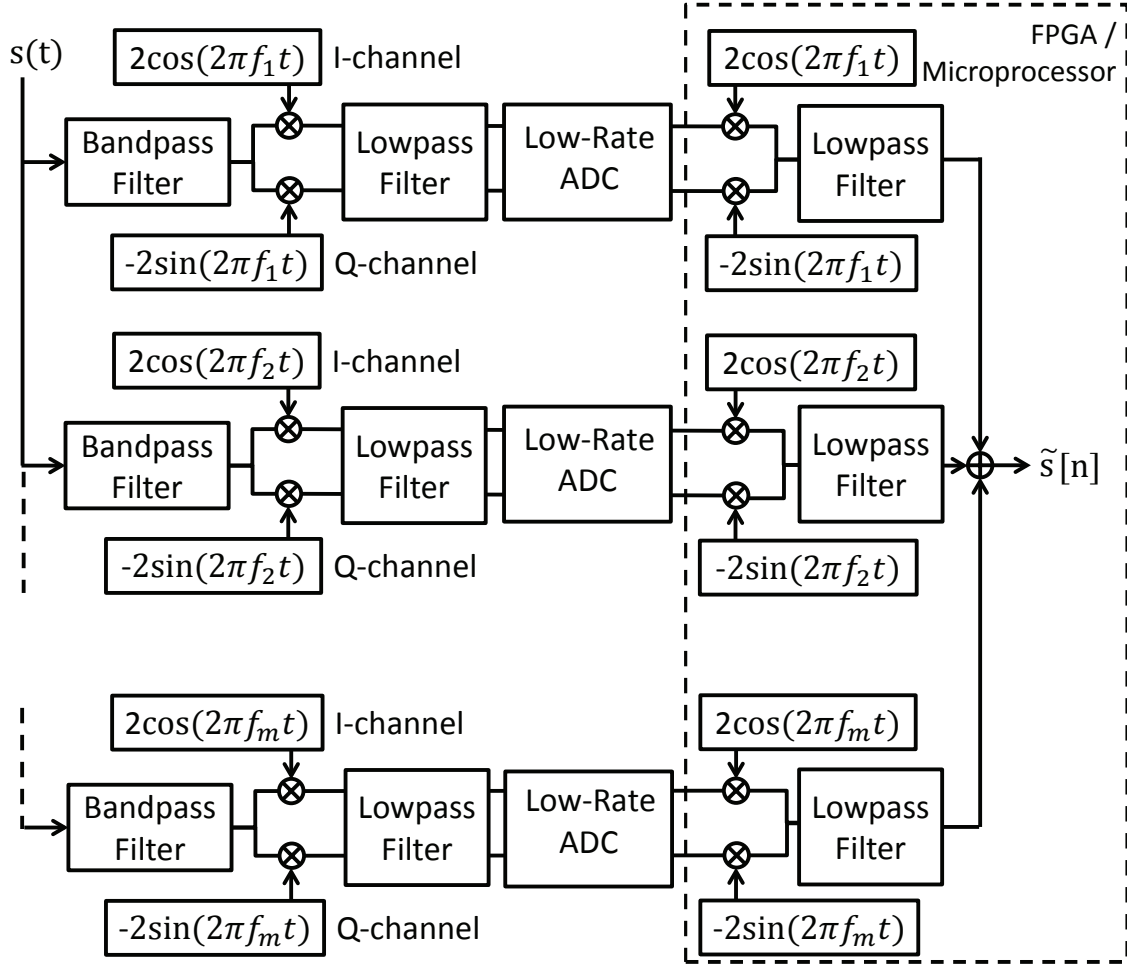 s(t)
2cos(2πf₁t)
I-channel
Bandpass
Filter
-2sin(2πf₁t)
Q-channel
Lowpass
Filter
Low-Rate
ADC
FPGA /
Microprocessor
2cos(2πf₁t)
-2sin(2πf₁t)
Lowpass
Filter
2cos(2πf₂t)
I-channel
Bandpass
Filter
-2sin(2πf₂t)
Q-channel
Lowpass
Filter
Low-Rate
ADC
2cos(2πf₂t)
-2sin(2πf₂t)
Lowpass
Filter
s̃[n]
2cos(2πfₘt)
I-channel
Bandpass
Filter
-2sin(2πfₘt)
Q-channel
Lowpass
Filter
Low-Rate
ADC
2cos(2πfₘt)
-2sin(2πfₘt)
Lowpass
Filter